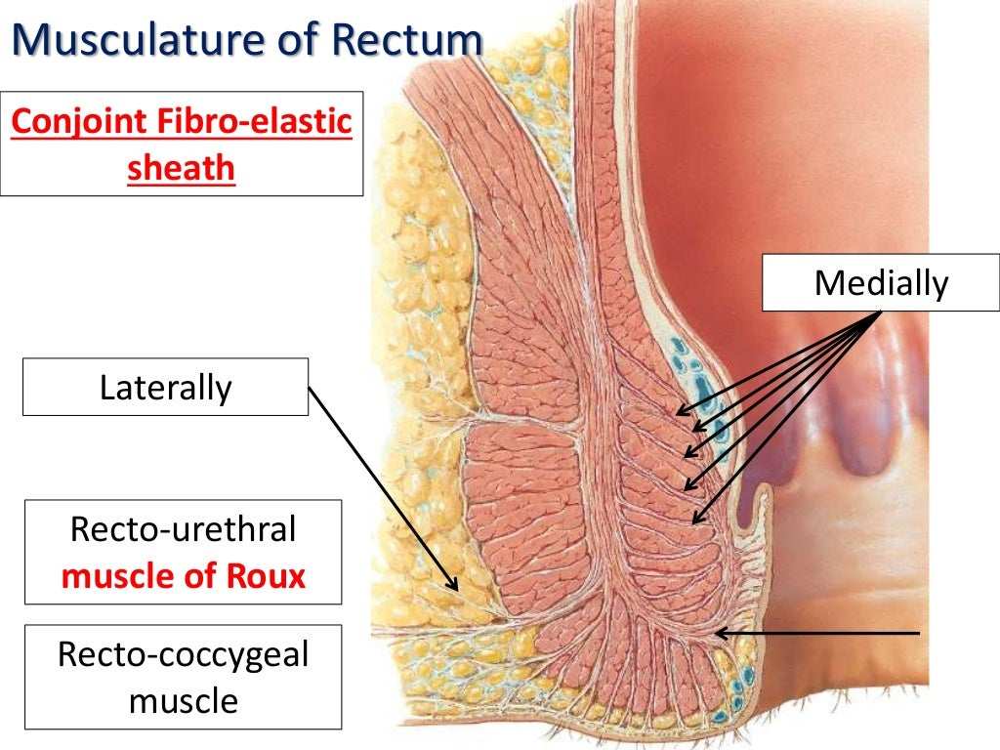 Musculature of Rectum
Conjoint Fibro-elastic
sheath
Medially
Laterally
Recto-urethral
muscle of Roux
Recto-coccygeal
muscle